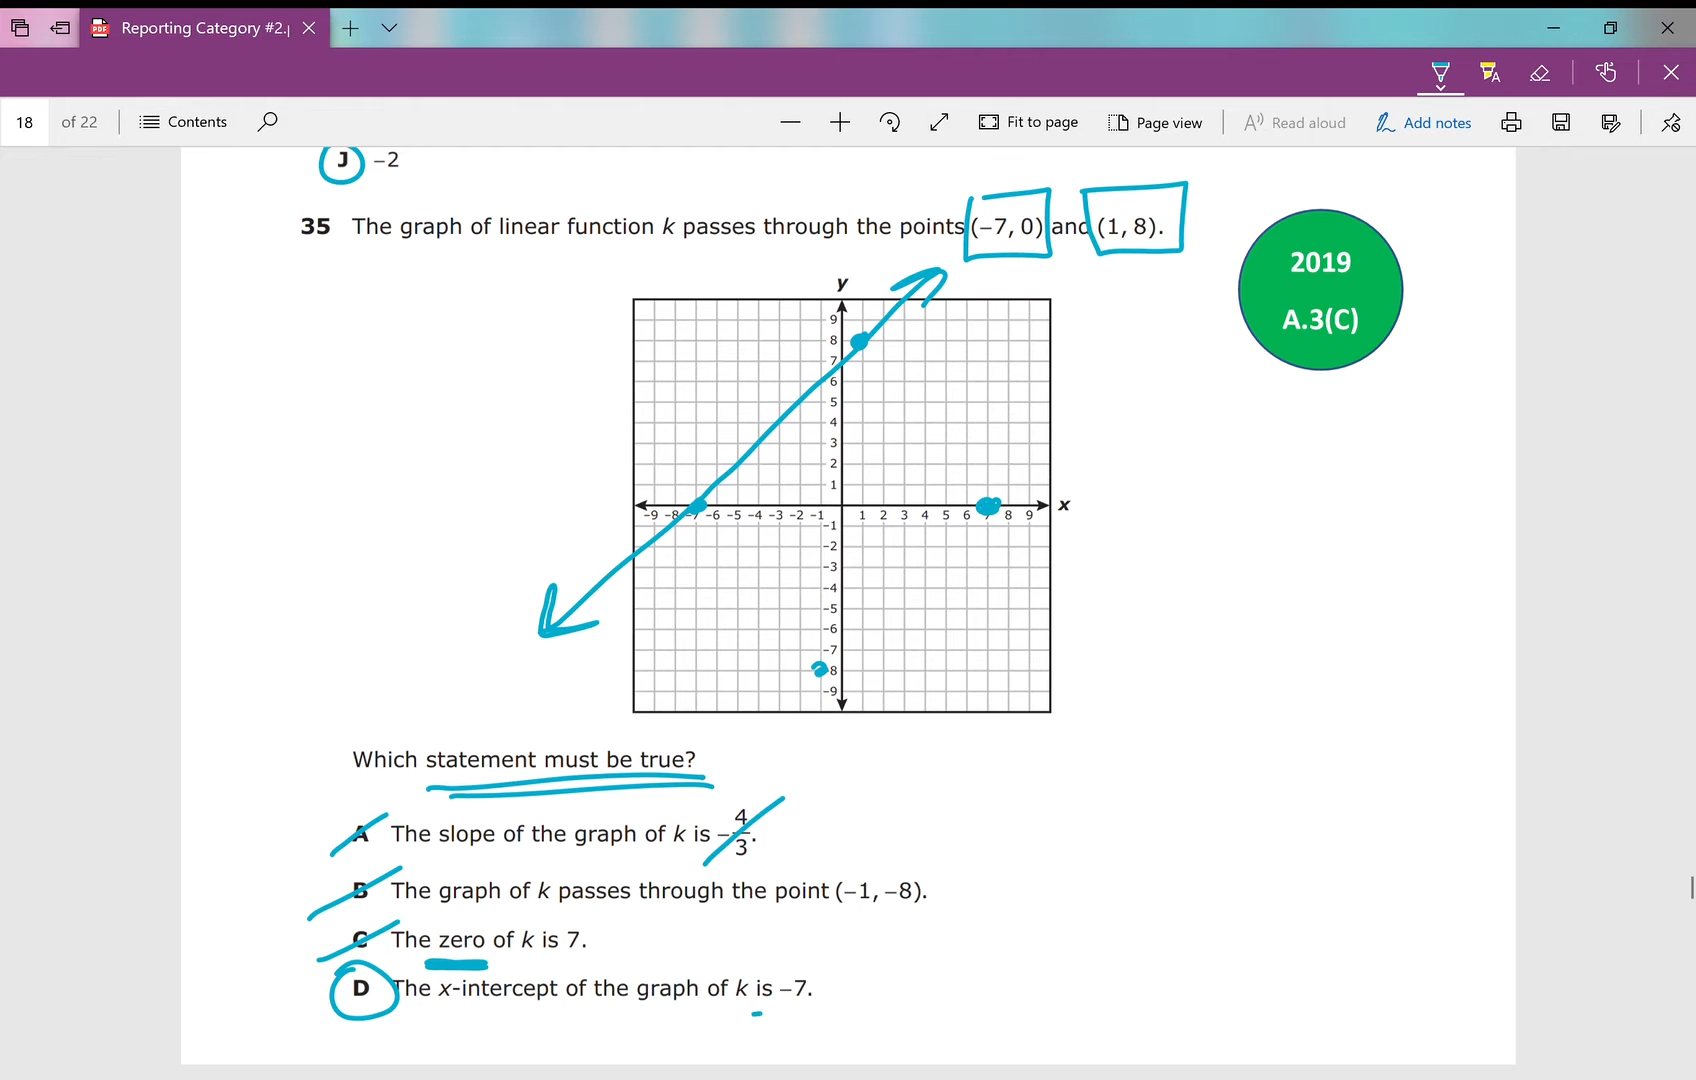 Reporting Category #2.p
18 of 22 Contents Fit to page Page view Read aloud Add notes
J −2
35 The graph of linear function k passes through the points (−7, 0) and (1, 8).
2019
A.3(C)
y
9
8
7
6
5
4
3
2
1
x
−9 −8 −7 −6 −5 −4 −3 −2 −1 1 2 3 4 5 6 7 8 9
−1
−2
−3
−4
−5
−6
−7
−8
−9
Which statement must be true?
A The slope of the graph of k is −4/3.
B The graph of k passes through the point (−1, −8).
C The zero of k is 7.
D The x-intercept of the graph of k is −7.